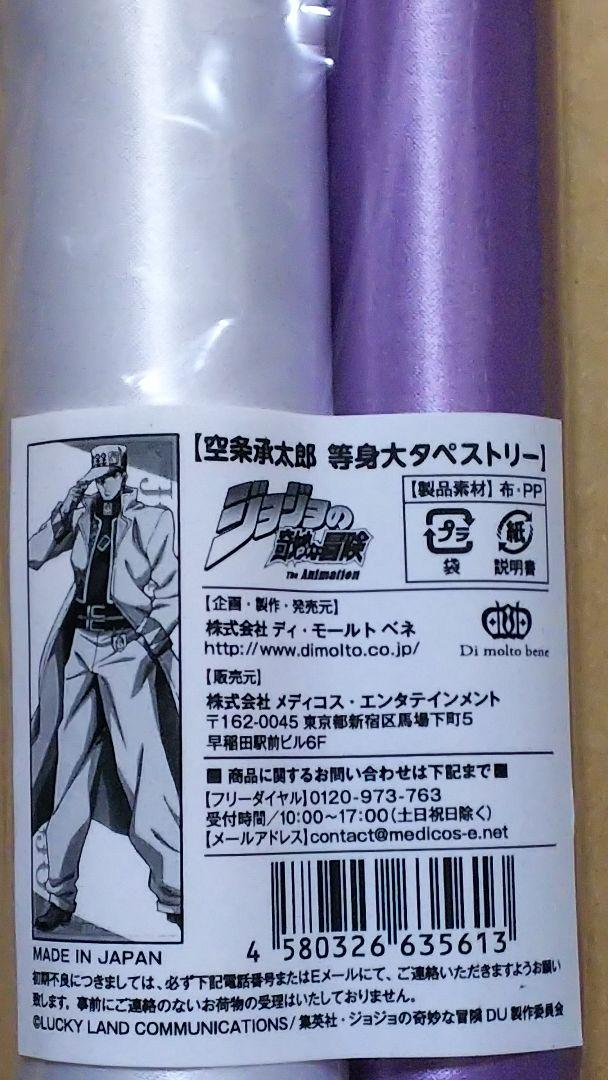 【空条承太郎 等身大タペストリー】
ジョジョの
奇妙な冒険
The Animation
【製品素材】布・PP
プラ
袋
紙
説明書
【企画・製作・発売元】
株式会社 ディ・モールト ベネ
http://www.dimolto.co.jp/
Di molto bene
【販売元】
株式会社 メディコス・エンタテインメント
〒162-0045 東京都新宿区馬場下町5
早稲田駅前ビル6F
■ 商品に関するお問い合わせは下記まで■
【フリーダイヤル】0120-973-763
受付時間/10:00〜17:00(土日祝日除く)
【メールアドレス】contact@medicos-e.net
4 580326 635613
MADE IN JAPAN
初期不良につきましては、必ず下記電話番号またはEメールにて、ご連絡いただきますようお願い
致します。事前にご連絡のないお荷物の受理はいたしておりません。
©LUCKY LAND COMMUNICATIONS/集英社・ジョジョの奇妙な冒険 DU 製作委員会